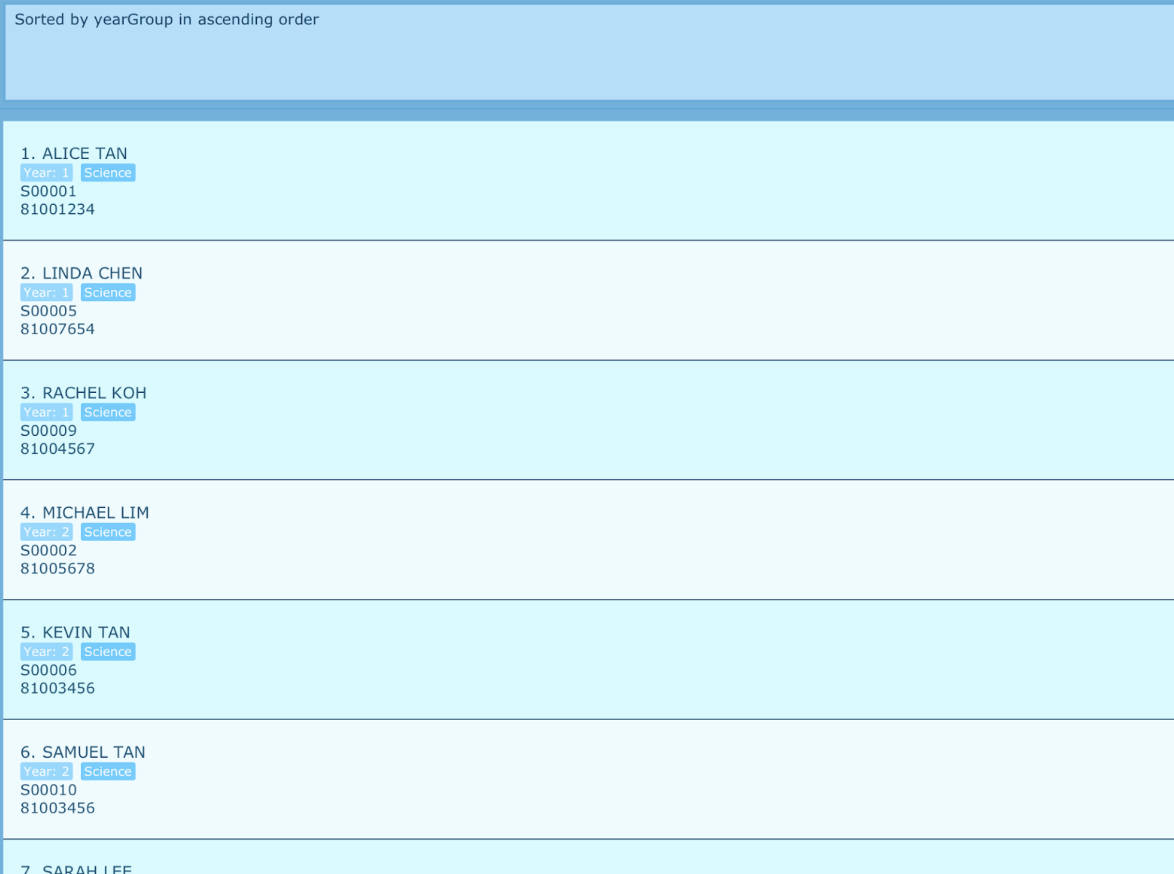 Sorted by yearGroup in ascending order
1. ALICE TAN
Year: 1 Science
S00001
81001234
2. LINDA CHEN
Year: 1 Science
S00005
81007654
3. RACHEL KOH
Year: 1 Science
S00009
81004567
4. MICHAEL LIM
Year: 2 Science
S00002
81005678
5. KEVIN TAN
Year: 2 Science
S00006
81003456
6. SAMUEL TAN
Year: 2 Science
S00010
81003456
7. SARAH LEE